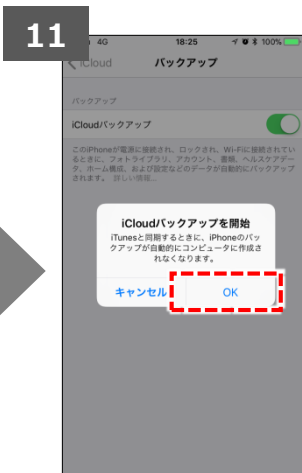 11
4G 18:25 100%
iCloud バックアップ
バックアップ
iCloudバックアップ
このiPhoneが電源に接続され、ロックされ、Wi-Fiに接続されてい
るときに、フォトライブラリ、アカウント、書類、ヘルスケアデー
タ、ホーム構成、および設定などのデータが自動的にバックアップ
されます。 詳しい情報...
iCloudバックアップを開始
iTunesと同期するときに、iPhoneのバッ
クアップが自動的にコンピュータに作成さ
れなくなります。
キャンセル OK